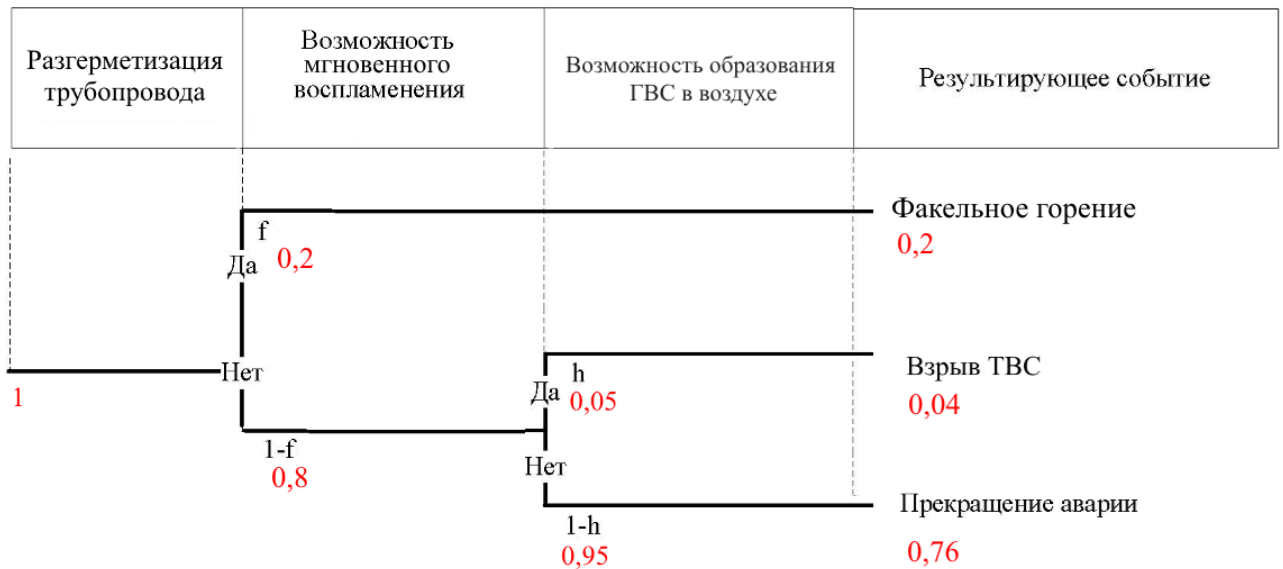 Разгерметизация
трубопровода
Возможность
мгновенного
воспламенения
Возможность образования
ГВС в воздухе
Результирующее событие
f
Да
0,2
Факельное горение
0,2
Нет
1
h
Да
0,05
Взрыв ТВС
0,04
1-f
0,8
Нет
1-h
0,95
Прекращение аварии
0,76